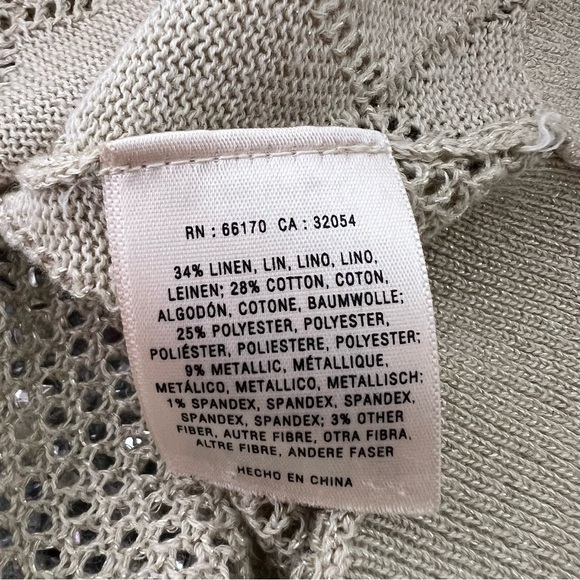 RN : 66170 CA : 32054
34% LINEN, LIN, LINO, LINO,
LEINEN; 28% COTTON, COTON,
ALGODÓN, COTONE, BAUMWOLLE;
25% POLYESTER, POLYESTER,
POLIÉSTER, POLIESTERE, POLYESTER;
9% METALLIC, MÉTALLIQUE,
METÁLICO, METALLICO, METALLISCH;
1% SPANDEX, SPANDEX, SPANDEX,
SPANDEX, SPANDEX; 3% OTHER
FIBER, AUTRE FIBRE, OTRA FIBRA,
ALTRE FIBRE, ANDERE FASER
HECHO EN CHINA